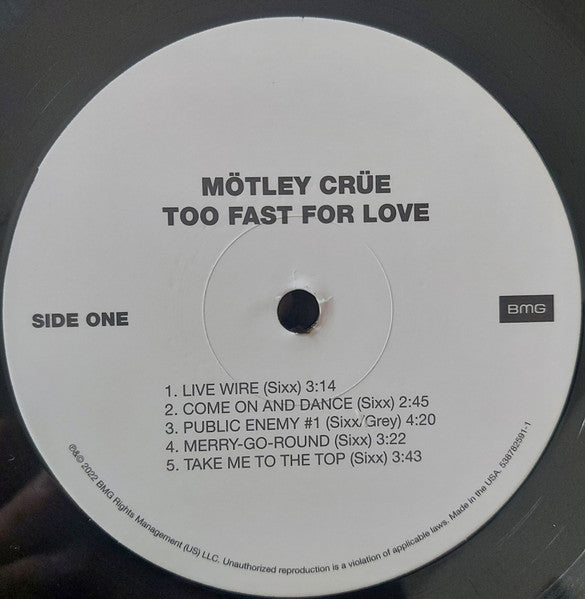 MÖTLEY CRÜE
TOO FAST FOR LOVE
SIDE ONE
BMG
1. LIVE WIRE (Sixx) 3:14
2. COME ON AND DANCE (Sixx) 2:45
3. PUBLIC ENEMY #1 (Sixx/Grey) 4:20
4. MERRY-GO-ROUND (Sixx) 3:22
5. TAKE ME TO THE TOP (Sixx) 3:43
℗&© 2022 BMG Rights Management (US) LLC. Unauthorized reproduction is a violation of applicable laws. Made in the USA. 538782591-1